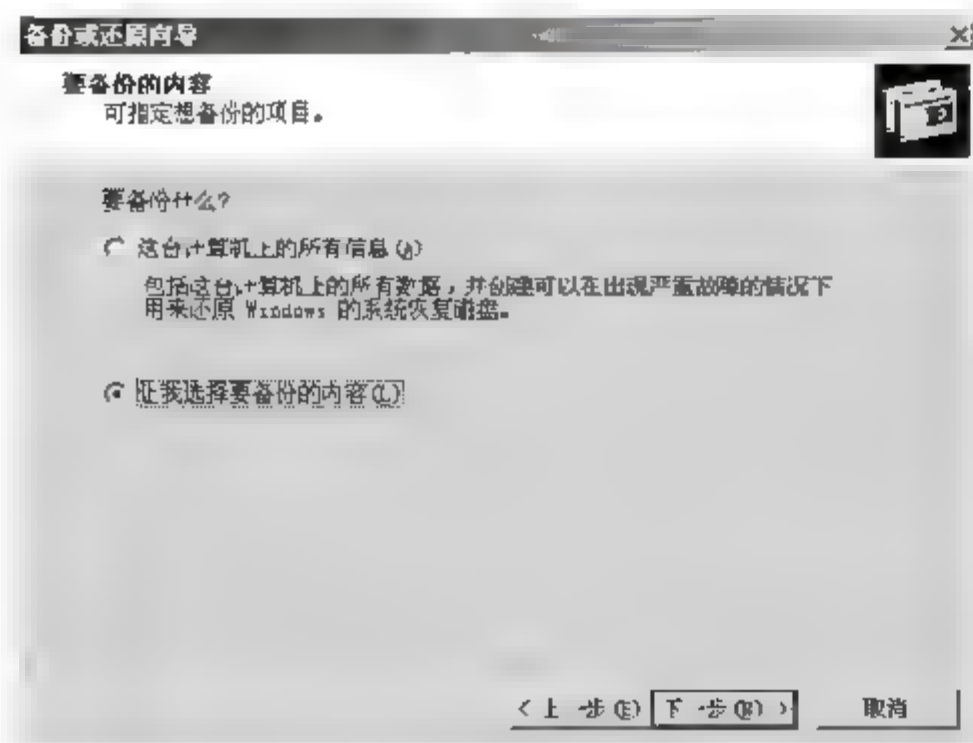 备份或还原向导
要备份的内容
可指定想备份的项目。
要备份什么?
这台计算机上的所有信息(A)
包括这台计算机上的所有数据,并创建可以在出现严重故障的情况下
用来还原 Windows 的系统恢复磁盘。
让我选择要备份的内容(L)
< 上一步(B) 下一步(N) > 取消